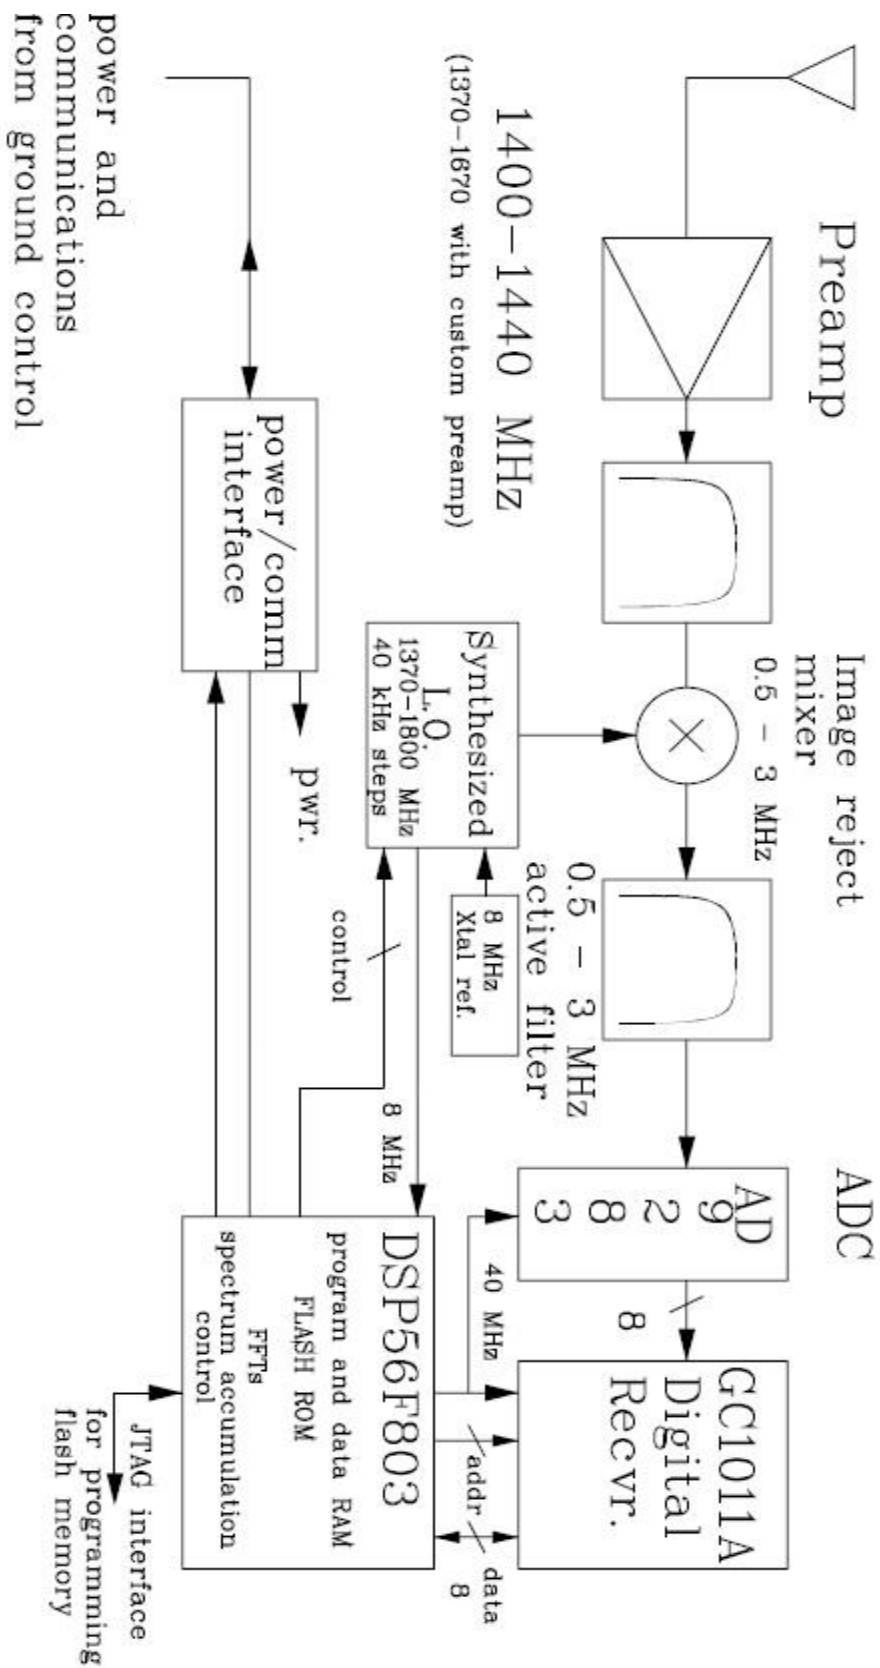 Preamp
1400-1440 MHz
(1370-1670 with custom preamp)
Image reject
mixer
0.5 - 3 MHz
0.5 - 3 MHz
active filter
ADC
AD
9
2
8
3
8
GC1011A
Digital
Recvr.
Synthesized
L.O.
1370-1800 MHz
40 kHz steps
8 MHz
Xtal ref.
control
8 MHz
40 MHz
addr
data
8
DSP56F803
program and data RAM
FLASH ROM
FFTs
spectrum accumulation
control
power/comm
interface
pwr.
power and
communications
from ground control
JTAG interface
for programming
flash memory